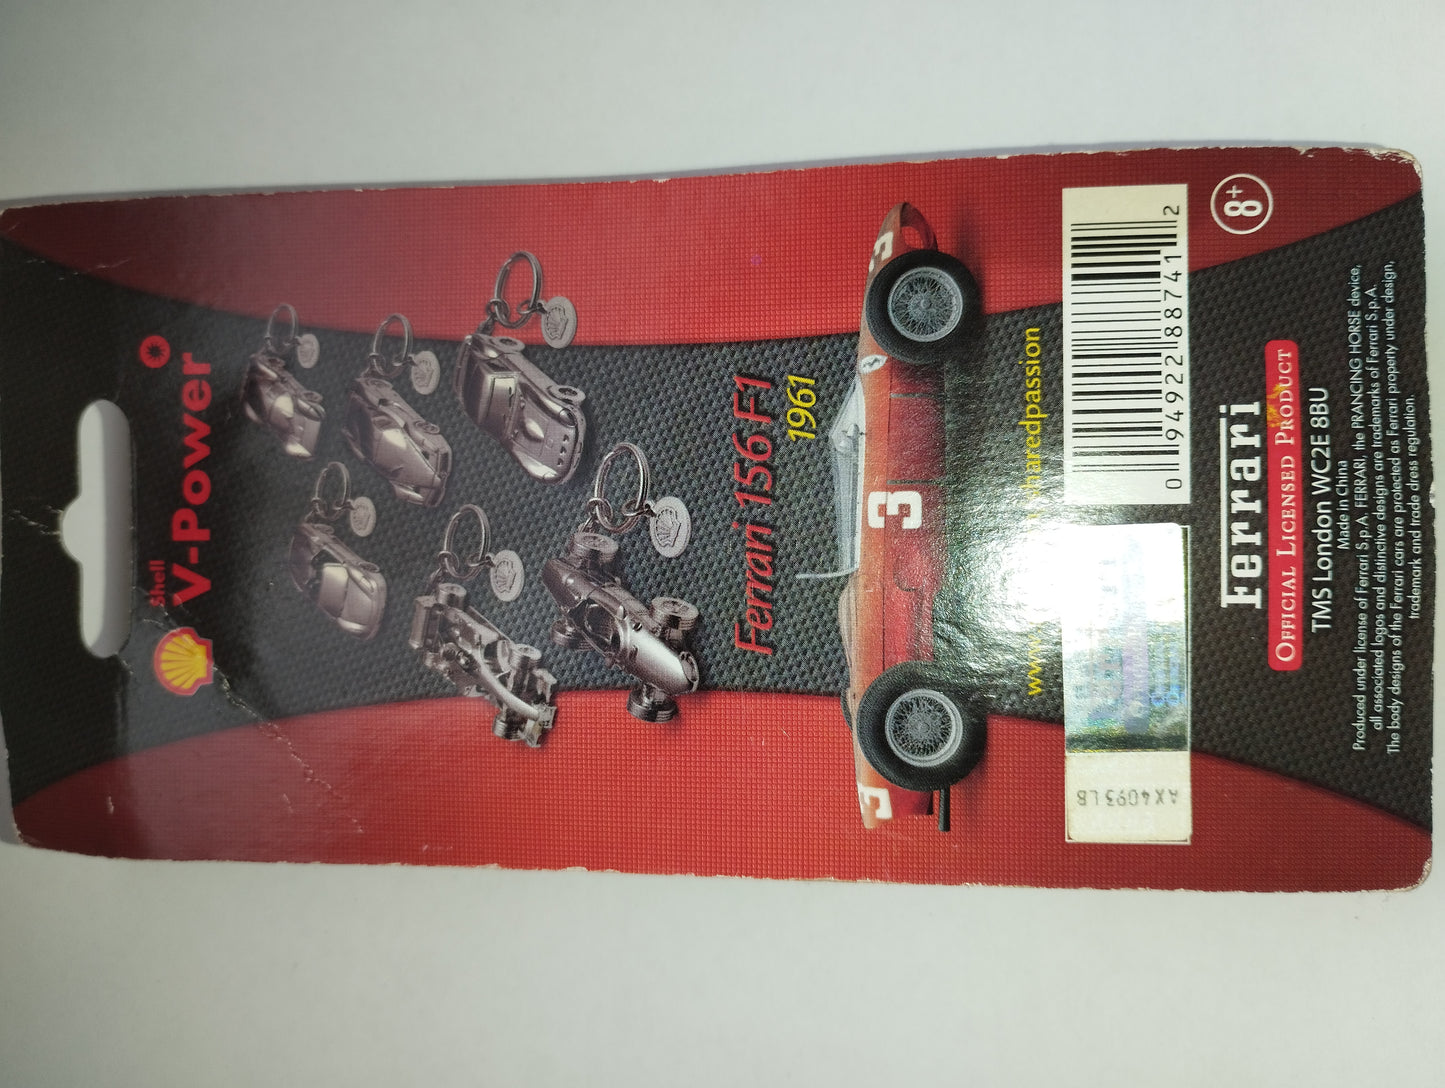 Shell
V-Power
Ferrari 156 F1
1961
3
3
3
www.
sharedpassion
0 94922 88741 2
AX4093LB
8+
Ferrari
OFFICIAL LICENSED PRODUCT
TMS London WC2E 8BU
Made in China
Produced under license of Ferrari S.p.A. FERRARI, the PRANCING HORSE device,
all associated logos and distinctive designs are trademarks of Ferrari S.p.A.
The body designs of the Ferrari cars are protected as Ferrari property under design,
trademark and trade dress regulation.